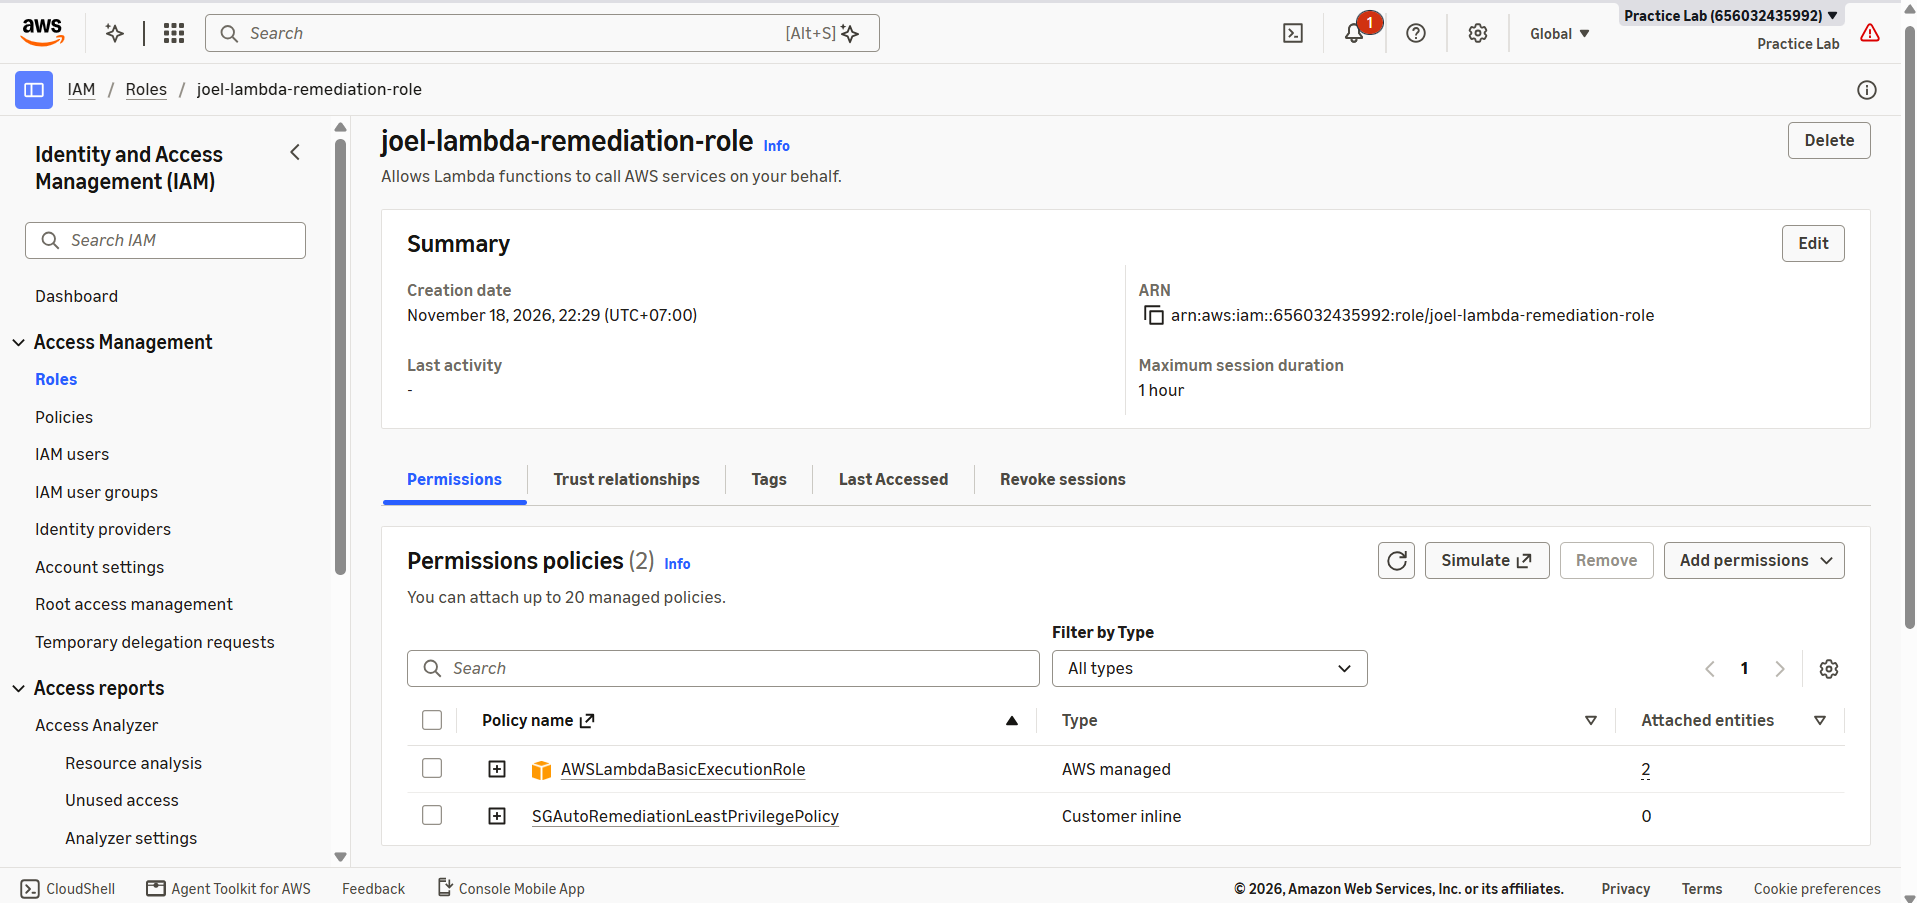 aws
Search
[Alt+S]
1
Global
Practice Lab (656032435992)
Practice Lab
IAM / Roles / joel-lambda-remediation-role
Identity and Access
Management (IAM)
Search IAM
Dashboard
Access Management
Roles
Policies
IAM users
IAM user groups
Identity providers
Account settings
Root access management
Temporary delegation requests
Access reports
Access Analyzer
Resource analysis
Unused access
Analyzer settings
joel-lambda-remediation-role Info
Delete
Allows Lambda functions to call AWS services on your behalf.
Summary
Edit
Creation date
November 18, 2026, 22:29 (UTC+07:00)
ARN
arn:aws:iam::656032435992:role/joel-lambda-remediation-role
Last activity
-
Maximum session duration
1 hour
Permissions
Trust relationships
Tags
Last Accessed
Revoke sessions
Permissions policies (2) Info
Simulate
Remove
Add permissions
You can attach up to 20 managed policies.
Filter by Type
Search
All types
1
Policy name
Type
Attached entities
AWSLambdaBasicExecutionRole
AWS managed
2
SGAutoRemediationLeastPrivilegePolicy
Customer inline
0
CloudShell
Agent Toolkit for AWS
Feedback
Console Mobile App
© 2026, Amazon Web Services, Inc. or its affiliates.
Privacy
Terms
Cookie preferences